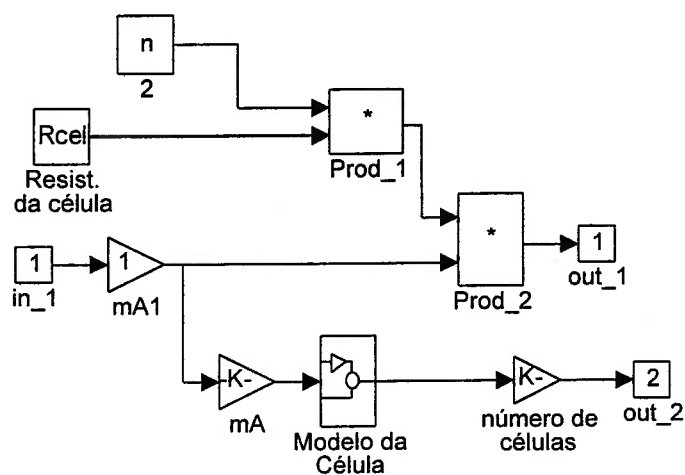 n
2
*
Rcel
Prod_1
Resist.
da célula
*
1
1
1
in_1
mA1
Prod_2
out_1
-K-
K-
2
mA
Modelo da
Célula
número de
células
out_2